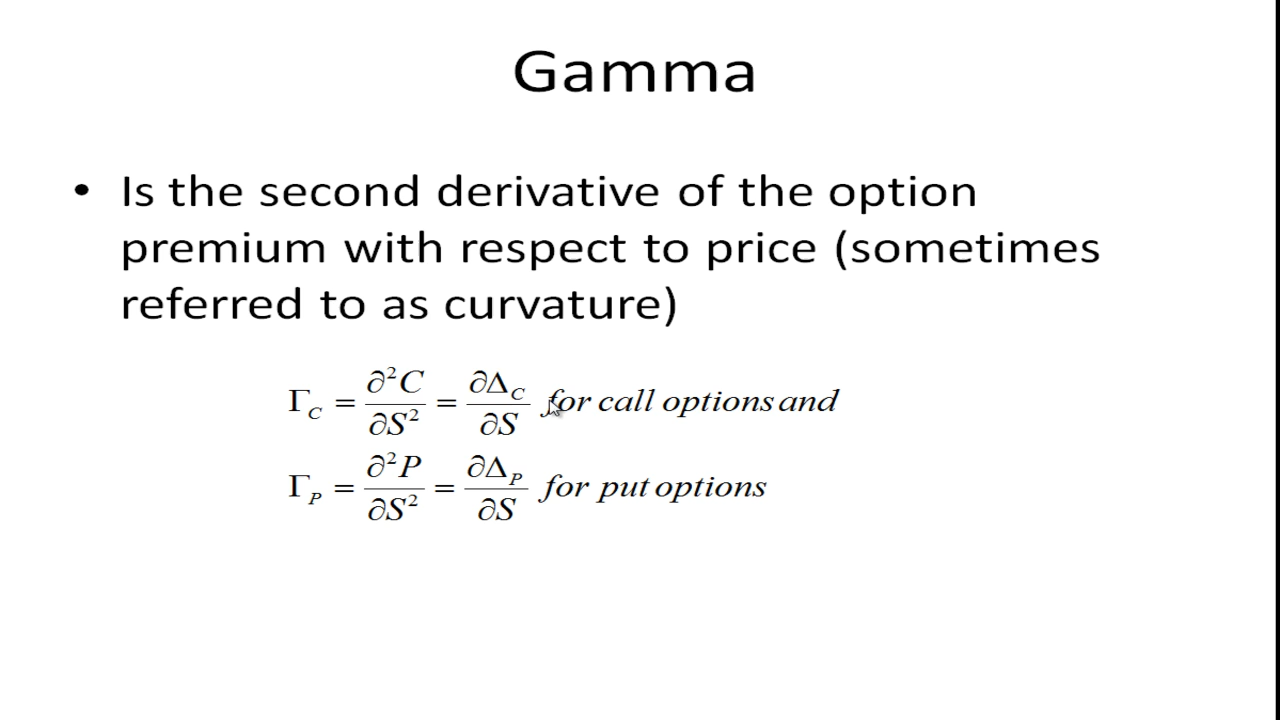 Gamma
• Is the second derivative of the option
premium with respect to price (sometimes
referred to as curvature)
Γ_C = ∂²C/∂S² = ∂Δ_C/∂S for call options and
Γ_P = ∂²P/∂S² = ∂Δ_P/∂S for put options